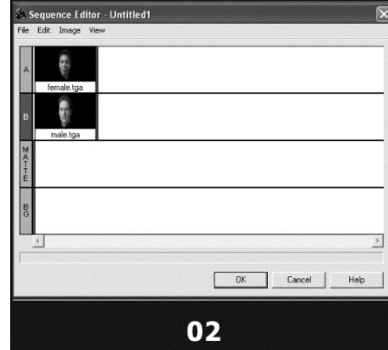 Sequence Editor - Untitled1
File Edit Image View
A
female.tga
B
male.tga
MATTE
BG
OK Cancel Help
02